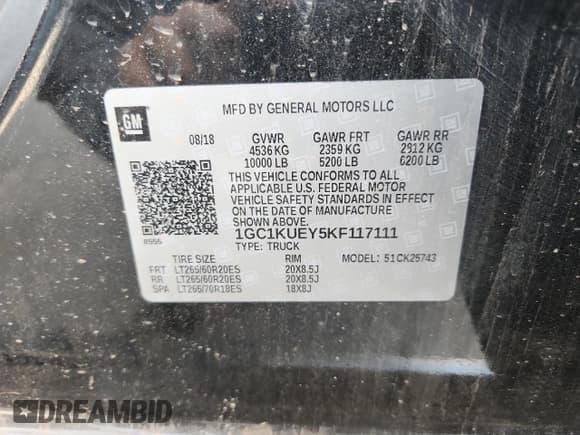 GM
MFD BY GENERAL MOTORS LLC
08/18 GVWR GAWR FRT GAWR RR
4536 KG 2359 KG 2912 KG
10000 LB 5200 LB 6200 LB
THIS VEHICLE CONFORMS TO ALL
APPLICABLE U.S. FEDERAL MOTOR
VEHICLE SAFETY STANDARDS IN EFFECT
ON THE DATE OF MANUFACTURE
SHOWN ABOVE.
1GC1KUEY5KF117111
TYPE: TRUCK MODEL: 51CK25743
TIRE SIZE RIM
FRT LT265/60R20ES 20X8.5J
RR LT265/60R20ES 20X8.5J
SPA LT265/70R18ES 18X8J
DREAMBID